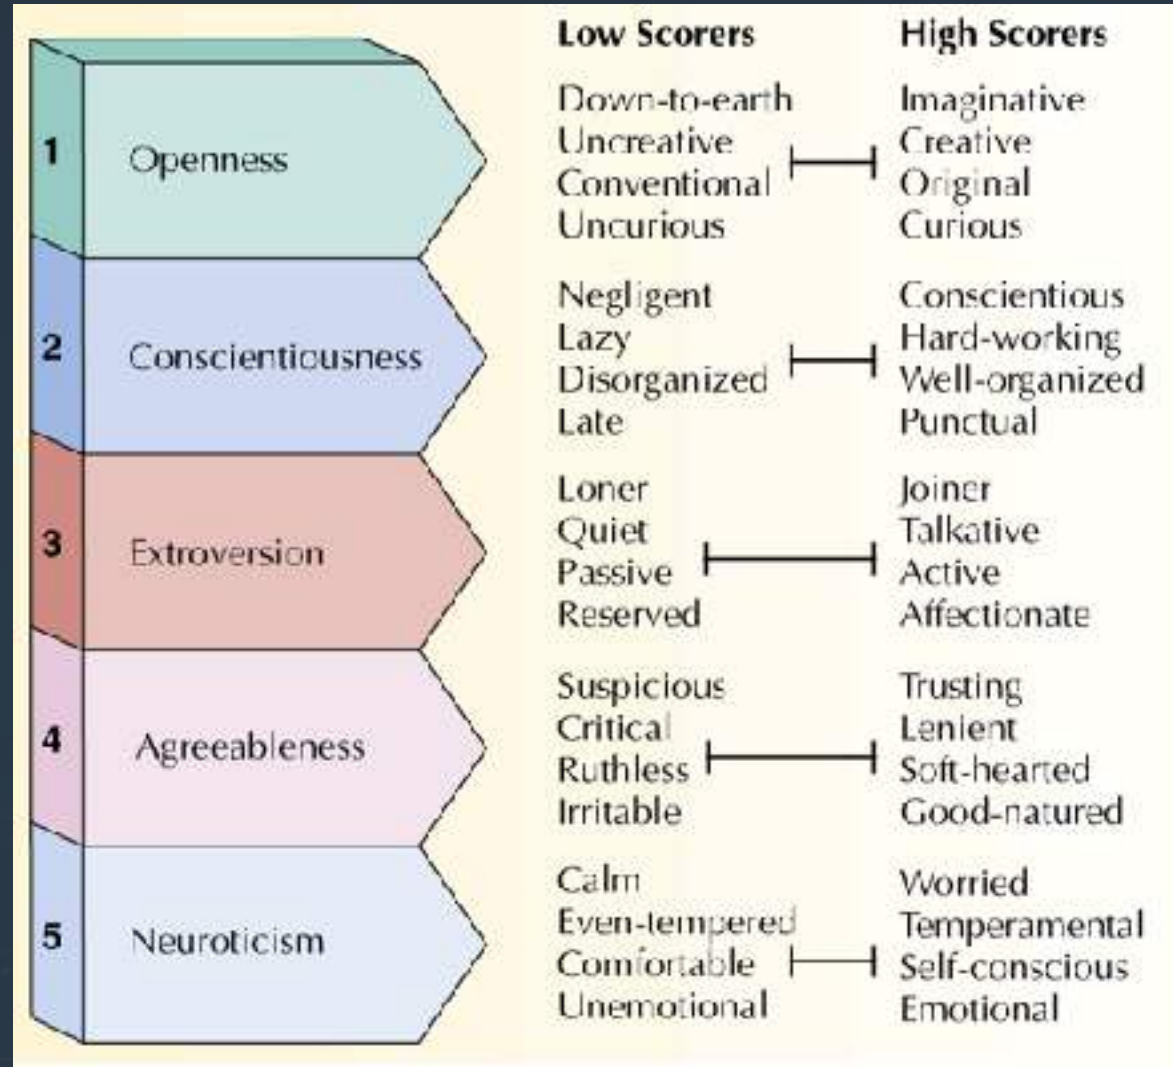 Low Scorers High Scorers
1 Openness
Down-to-earth Imaginative
Uncreative Creative
Conventional Original
Uncurious Curious
2 Conscientiousness
Negligent Conscientious
Lazy Hard-working
Disorganized Well-organized
Late Punctual
3 Extroversion
Loner Joiner
Quiet Talkative
Passive Active
Reserved Affectionate
4 Agreeableness
Suspicious Trusting
Critical Lenient
Ruthless Soft-hearted
Irritable Good-natured
5 Neuroticism
Calm Worried
Even-tempered Temperamental
Comfortable Self-conscious
Unemotional Emotional